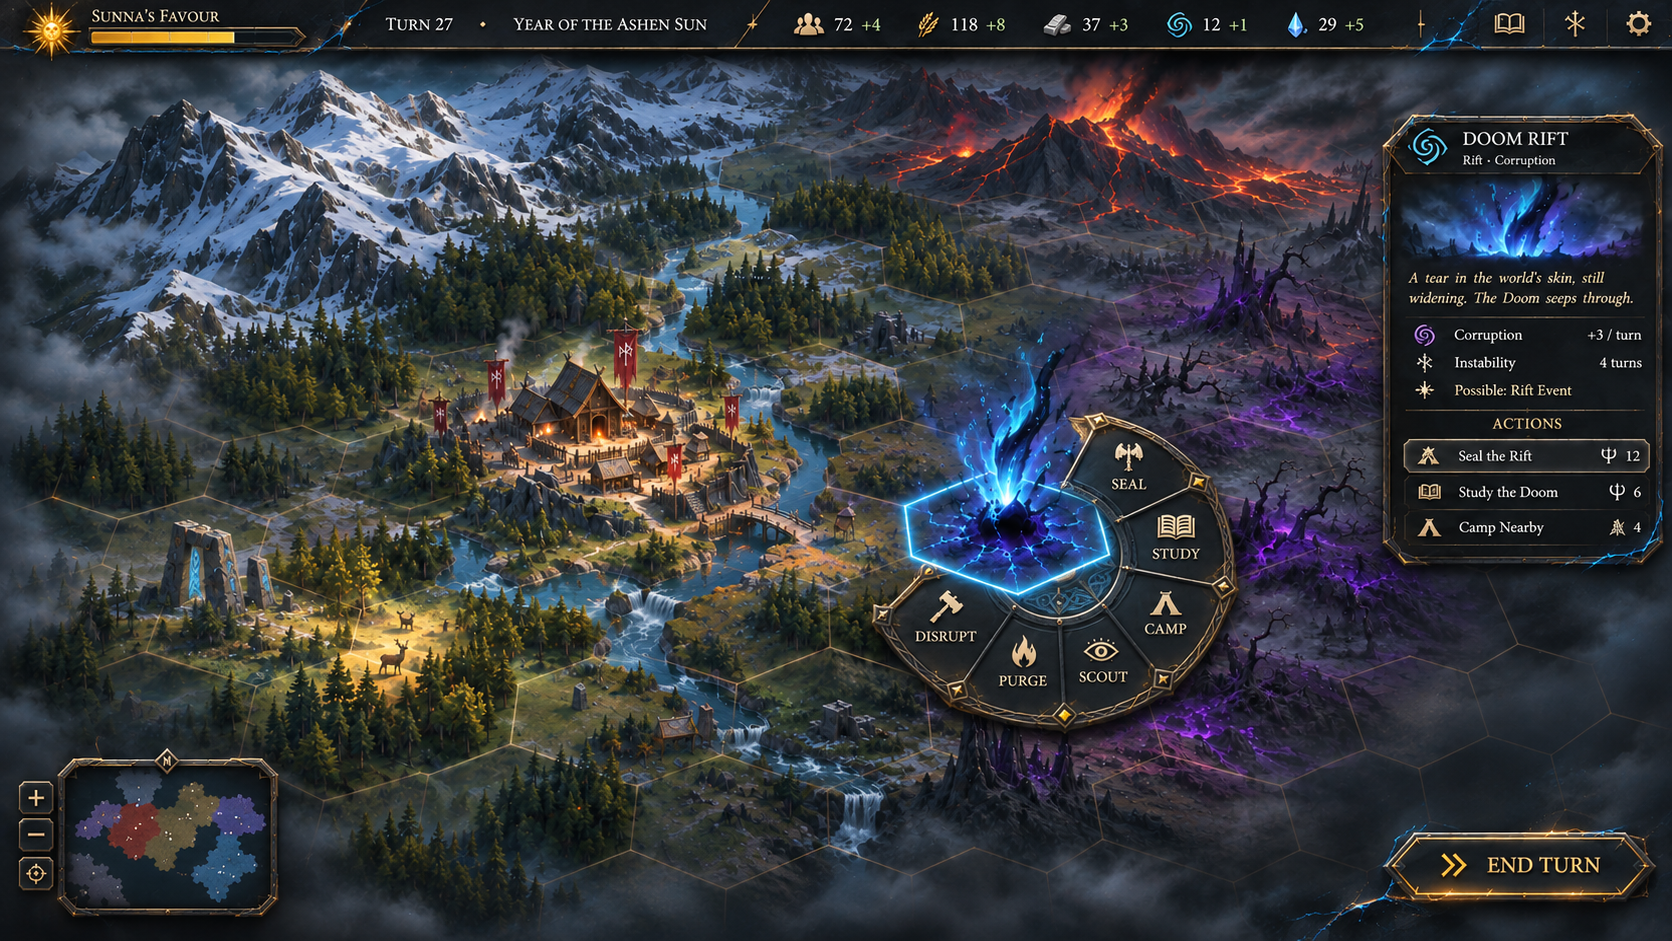 SUNNA'S FAVOUR
TURN 27 • YEAR OF THE ASHEN SUN
72 +4
118 +8
37 +3
12 +1
29 +5
DOOM RIFT
Rift • Corruption
A tear in the world's skin, still
widening. The Doom seeps through.
Corruption +3 / turn
Instability 4 turns
Possible: Rift Event
ACTIONS
Seal the Rift 12
Study the Doom 6
Camp Nearby 4
SEAL
STUDY
CAMP
SCOUT
PURGE
DISRUPT
+
−
END TURN